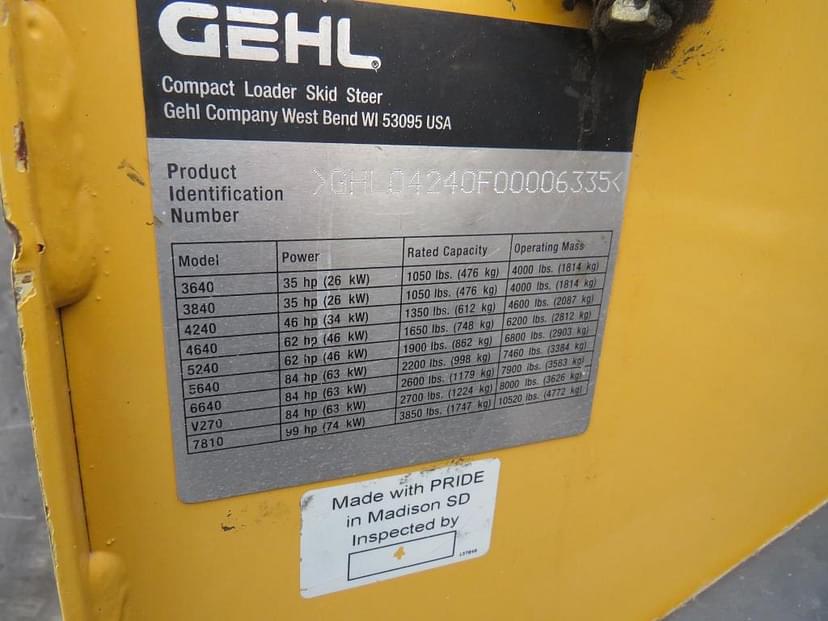 GEHL®
Compact Loader Skid Steer
Gehl Company West Bend WI 53095 USA
Product
Identification
Number
>GHL04240F00006335<
Model Power Rated Capacity Operating Mass
3640 35 hp (26 kW) 1050 lbs. (476 kg) 4000 lbs. (1814 kg)
3840 35 hp (26 kW) 1050 lbs. (476 kg) 4000 lbs. (1814 kg)
4240 46 hp (34 kW) 1350 lbs. (612 kg) 4600 lbs. (2087 kg)
4640 62 hp (46 kW) 1650 lbs. (748 kg) 6200 lbs. (2812 kg)
5240 62 hp (46 kW) 1900 lbs. (862 kg) 6800 lbs. (2903 kg)
5640 84 hp (63 kW) 2200 lbs. (998 kg) 7460 lbs. (3384 kg)
6640 84 hp (63 kW) 2600 lbs. (1179 kg) 7900 lbs. (3583 kg)
V270 84 hp (63 kW) 2700 lbs. (1224 kg) 8000 lbs. (3626 kg)
7810 99 hp (74 kW) 3850 lbs. (1747 kg) 10520 lbs. (4772 kg)
Made with PRIDE
in Madison SD
Inspected by
4